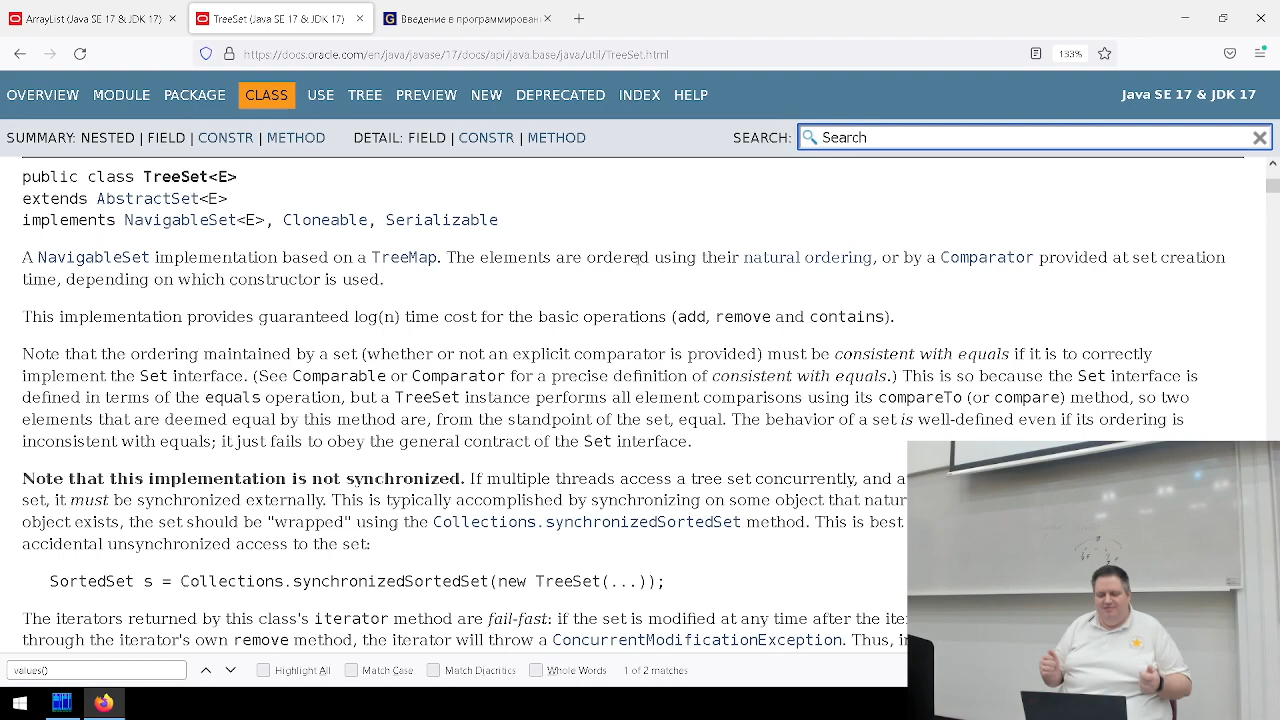 ArrayList (Java SE 17 & JDK 17)
TreeSet (Java SE 17 & JDK 17)
Введение в программирован
https://docs.oracle.com/en/java/javase/17/docs/api/java.base/java/util/TreeSet.html
133%
OVERVIEW MODULE PACKAGE CLASS USE TREE PREVIEW NEW DEPRECATED INDEX HELP
Java SE 17 & JDK 17
SUMMARY: NESTED | FIELD | CONSTR | METHOD DETAIL: FIELD | CONSTR | METHOD
SEARCH: Search
public class TreeSet<E>
extends AbstractSet<E>
implements NavigableSet<E>, Cloneable, Serializable
A NavigableSet implementation based on a TreeMap. The elements are ordered using their natural ordering, or by a Comparator provided at set creation
time, depending on which constructor is used.
This implementation provides guaranteed log(n) time cost for the basic operations (add, remove and contains).
Note that the ordering maintained by a set (whether or not an explicit comparator is provided) must be consistent with equals if it is to correctly
implement the Set interface. (See Comparable or Comparator for a precise definition of consistent with equals.) This is so because the Set interface is
defined in terms of the equals operation, but a TreeSet instance performs all element comparisons using its compareTo (or compare) method, so two
elements that are deemed equal by this method are, from the standpoint of the set, equal. The behavior of a set is well-defined even if its ordering is
inconsistent with equals; it just fails to obey the general contract of the Set interface.
Note that this implementation is not synchronized. If multiple threads access a tree set concurrently, and a
set, it must be synchronized externally. This is typically accomplished by synchronizing on some object that natur
object exists, the set should be "wrapped" using the Collections.synchronizedSortedSet method. This is best
accidental unsynchronized access to the set:
SortedSet s = Collections.synchronizedSortedSet(new TreeSet(...));
The iterators returned by this class's iterator method are fail-fast: if the set is modified at any time after the iter
through the iterator's own remove method, the iterator will throw a ConcurrentModificationException. Thus, in
values()
Highlight All Match Case Match Diacritics Whole Words 1 of 2 matches